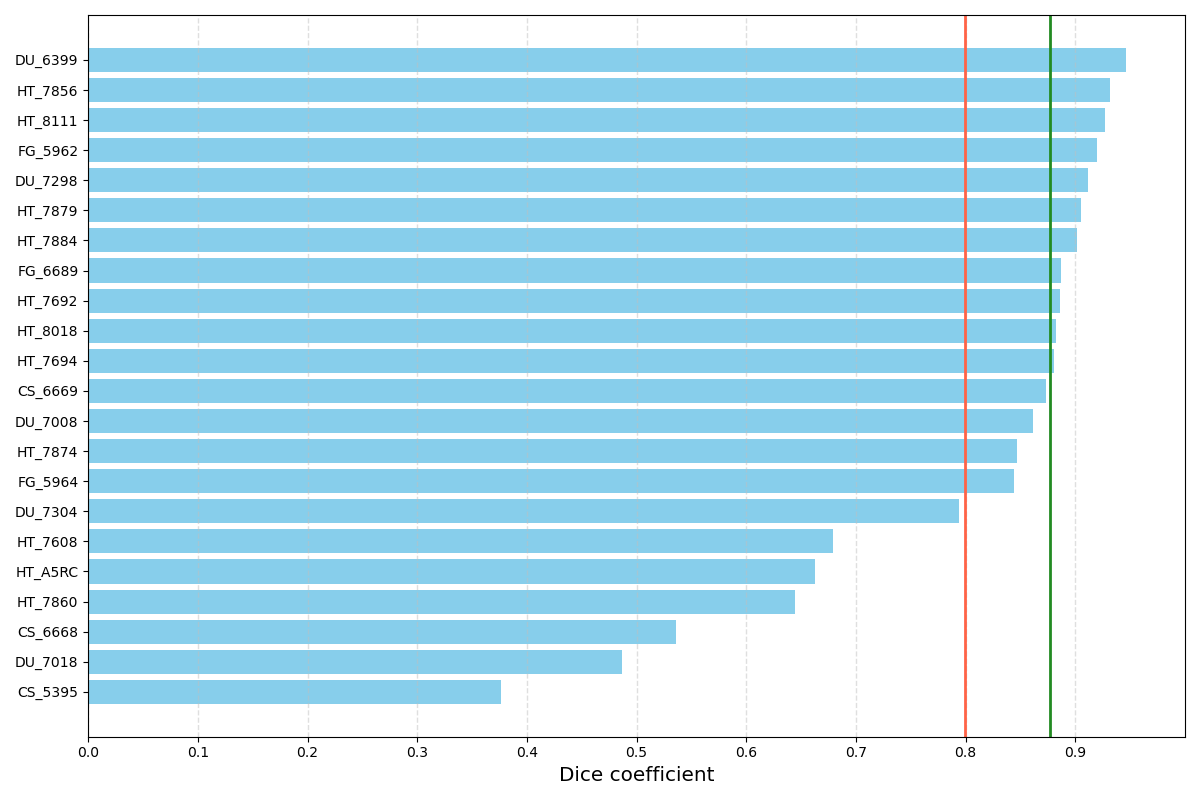 DU_6399
HT_7856
HT_8111
FG_5962
DU_7298
HT_7879
HT_7884
FG_6689
HT_7692
HT_8018
HT_7694
CS_6669
DU_7008
HT_7874
FG_5964
DU_7304
HT_7608
HT_A5RC
HT_7860
CS_6668
DU_7018
CS_5395
0.0 0.1 0.2 0.3 0.4 0.5 0.6 0.7 0.8 0.9
Dice coefficient